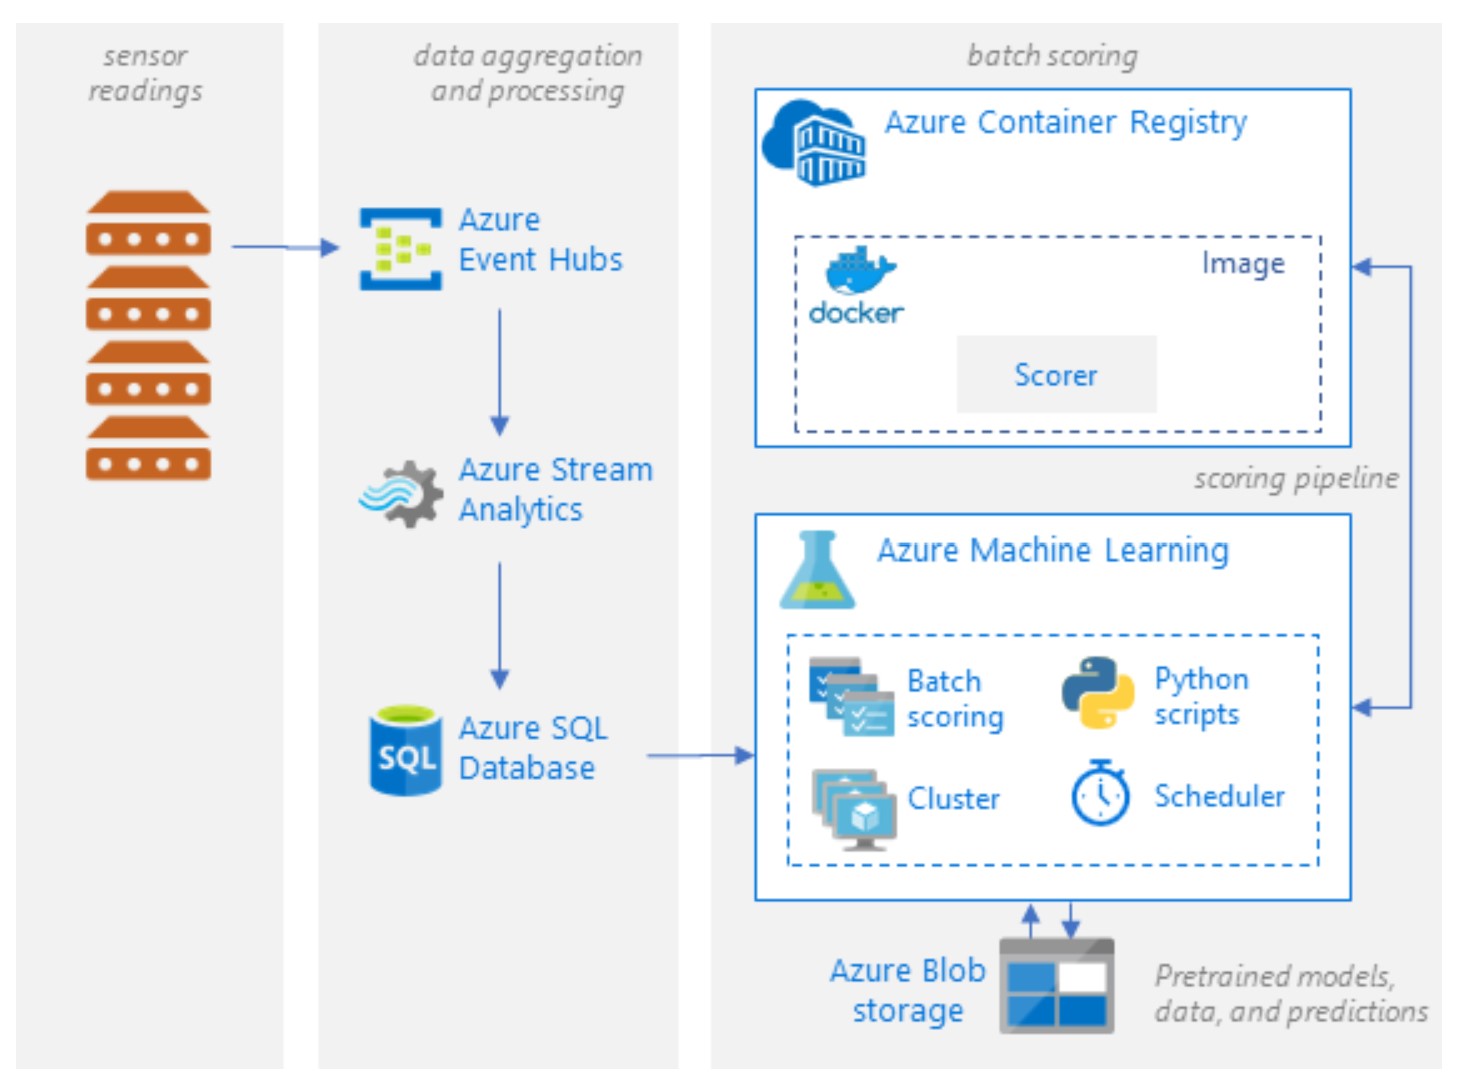 sensor
readings
data aggregation
and processing
Azure
Event Hubs
Azure Stream
Analytics
SQL
Azure SQL
Database
batch scoring
Azure Container Registry
docker
Image
Scorer
scoring pipeline
Azure Machine Learning
Batch
scoring
Python
scripts
Cluster
Scheduler
Azure Blob
storage
Pretrained models,
data, and predictions